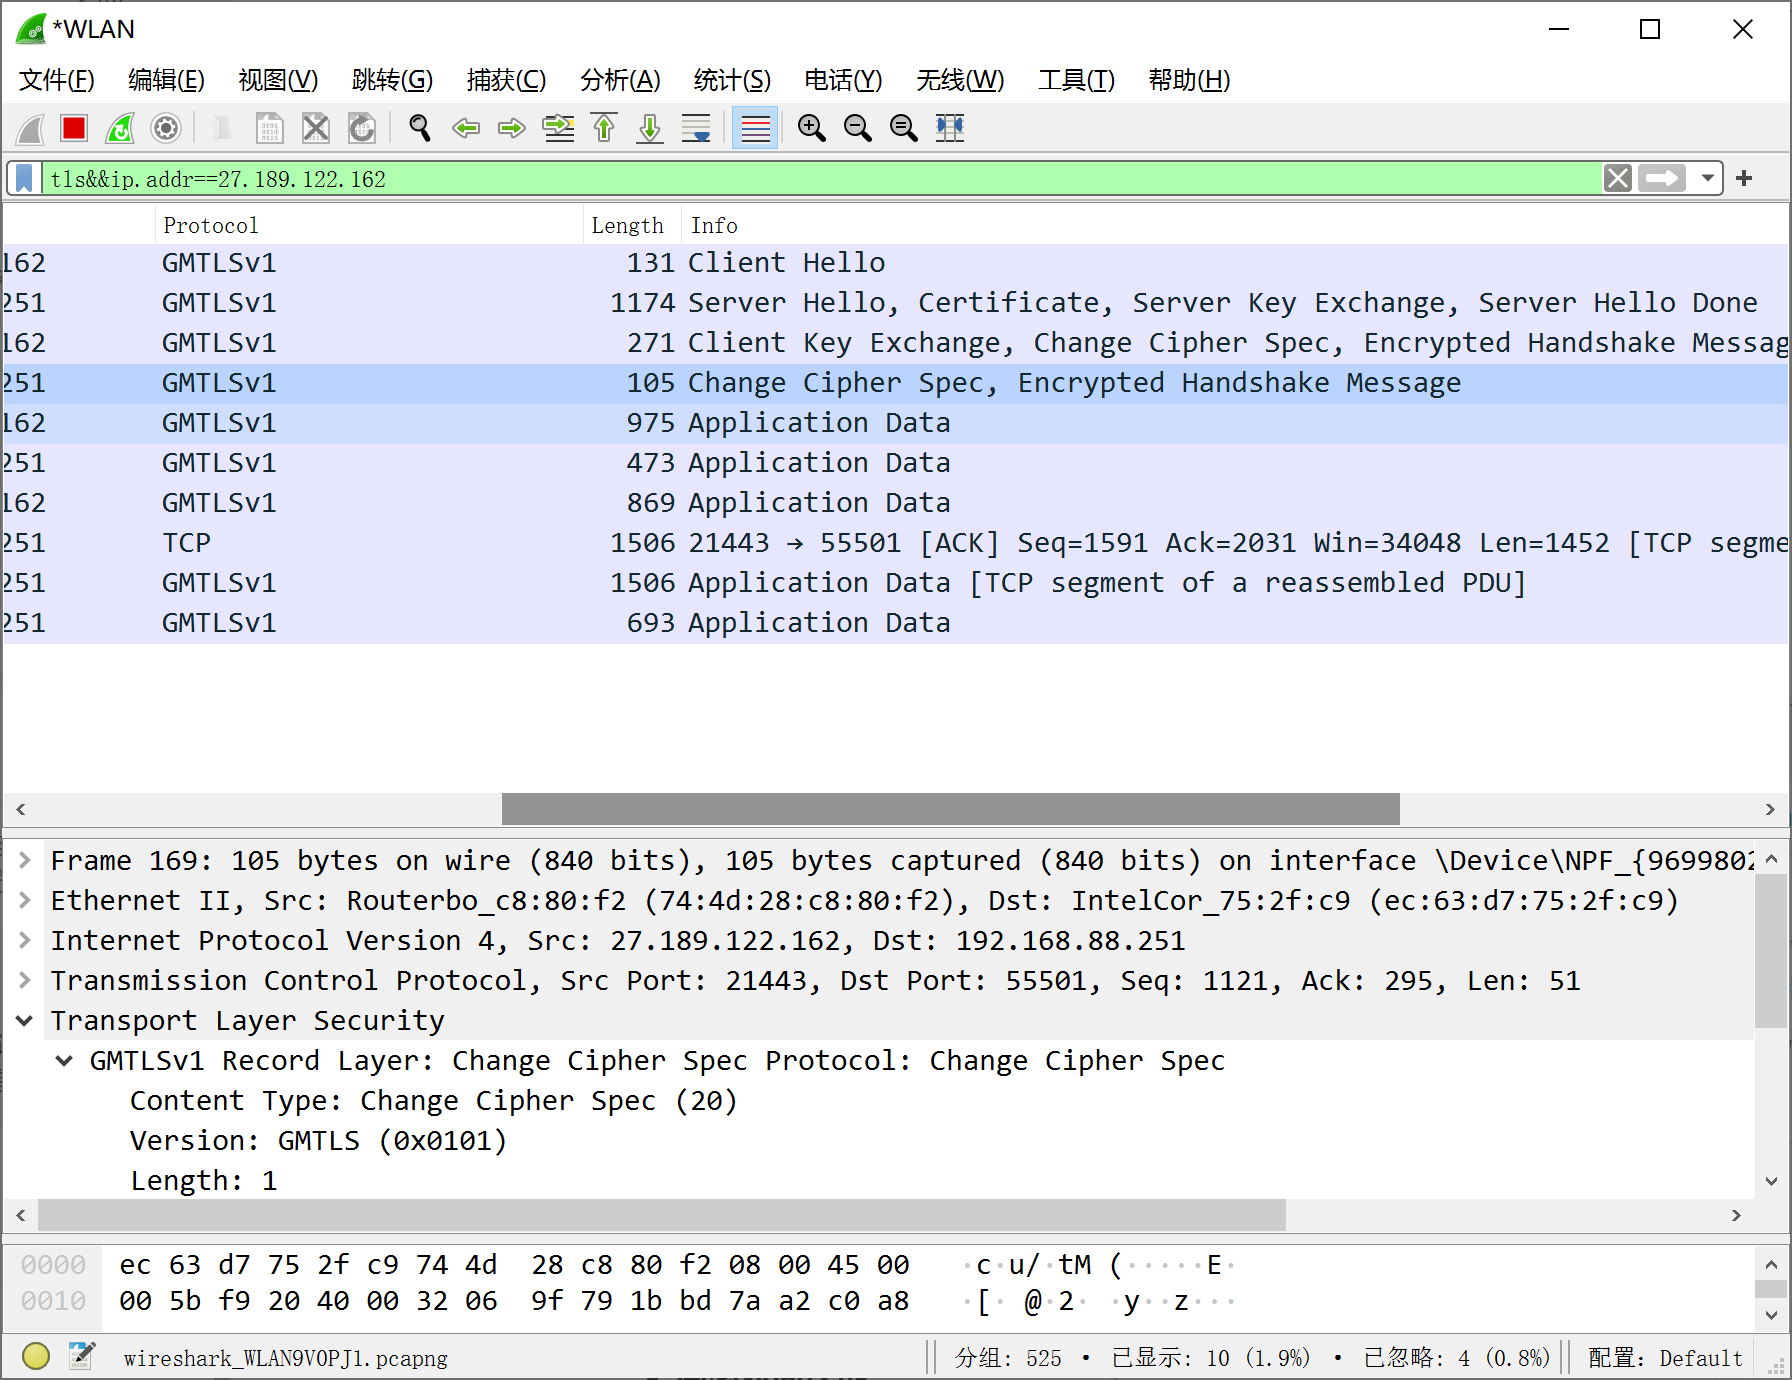 *WLAN
文件(F) 编辑(E) 视图(V) 跳转(G) 捕获(C) 分析(A) 统计(S) 电话(Y) 无线(W) 工具(T) 帮助(H)
tls&&ip.addr==27.189.122.162
Protocol Length Info
162 GMTLSv1 131 Client Hello
251 GMTLSv1 1174 Server Hello, Certificate, Server Key Exchange, Server Hello Done
162 GMTLSv1 271 Client Key Exchange, Change Cipher Spec, Encrypted Handshake Messag
251 GMTLSv1 105 Change Cipher Spec, Encrypted Handshake Message
162 GMTLSv1 975 Application Data
251 GMTLSv1 473 Application Data
162 GMTLSv1 869 Application Data
251 TCP 1506 21443 → 55501 [ACK] Seq=1591 Ack=2031 Win=34048 Len=1452 [TCP segme
251 GMTLSv1 1506 Application Data [TCP segment of a reassembled PDU]
251 GMTLSv1 693 Application Data
Frame 169: 105 bytes on wire (840 bits), 105 bytes captured (840 bits) on interface \Device\NPF_{9699802
Ethernet II, Src: Routerbo_c8:80:f2 (74:4d:28:c8:80:f2), Dst: IntelCor_75:2f:c9 (ec:63:d7:75:2f:c9)
Internet Protocol Version 4, Src: 27.189.122.162, Dst: 192.168.88.251
Transmission Control Protocol, Src Port: 21443, Dst Port: 55501, Seq: 1121, Ack: 295, Len: 51
Transport Layer Security
GMTLSv1 Record Layer: Change Cipher Spec Protocol: Change Cipher Spec
Content Type: Change Cipher Spec (20)
Version: GMTLS (0x0101)
Length: 1
0000 ec 63 d7 75 2f c9 74 4d 28 c8 80 f2 08 00 45 00 ·c·u/·tM (·····E·
0010 00 5b f9 20 40 00 32 06 9f 79 1b bd 7a a2 c0 a8 ·[· @·2· ·y··z···
wireshark_WLAN9V0PJ1.pcapng 分组: 525 · 已显示: 10 (1.9%) · 已忽略: 4 (0.8%) 配置: Default